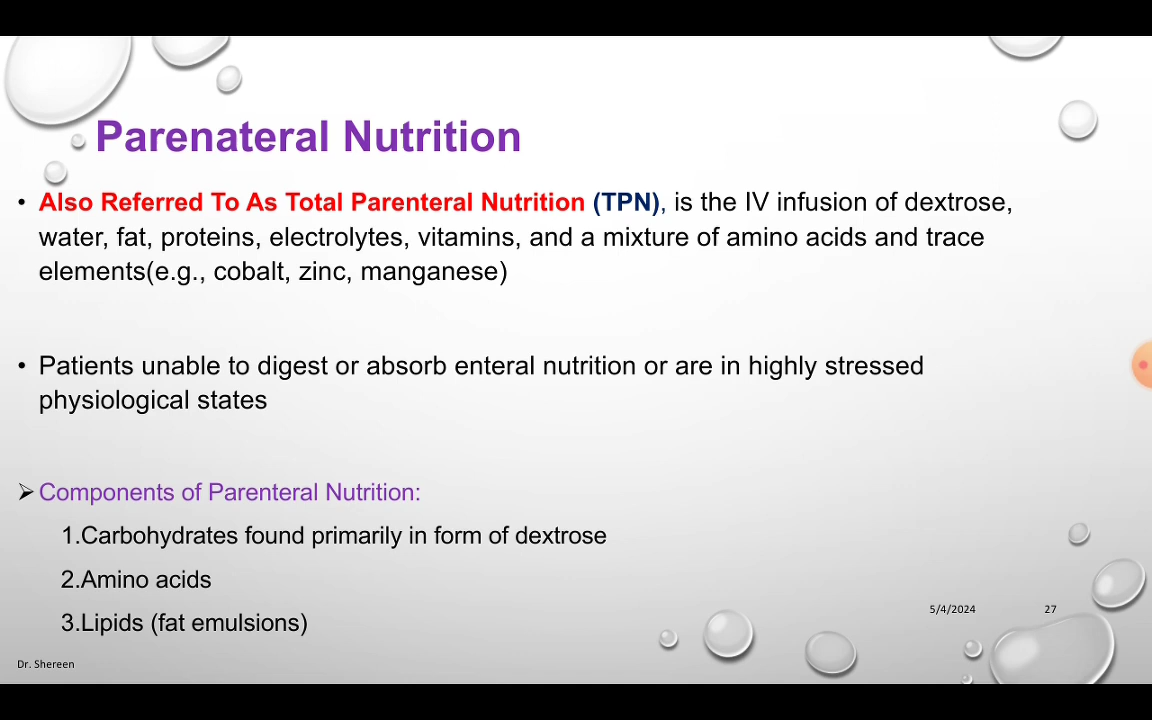 Parenateral Nutrition
• Also Referred To As Total Parenteral Nutrition (TPN), is the IV infusion of dextrose,
water, fat, proteins, electrolytes, vitamins, and a mixture of amino acids and trace
elements(e.g., cobalt, zinc, manganese)
• Patients unable to digest or absorb enteral nutrition or are in highly stressed
physiological states
➢ Components of Parenteral Nutrition:
1.Carbohydrates found primarily in form of dextrose
2.Amino acids
3.Lipids (fat emulsions)
5/4/2024 27
Dr. Shereen